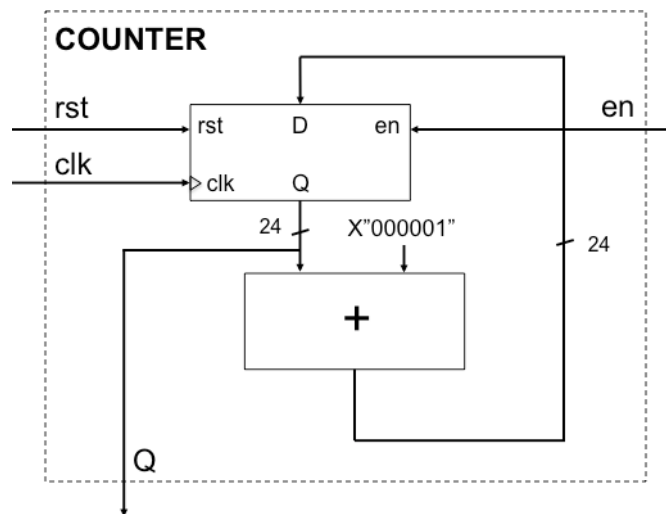 COUNTER
rst
en
rst D en
clk
clk Q
24
X"000001"
24
+
Q